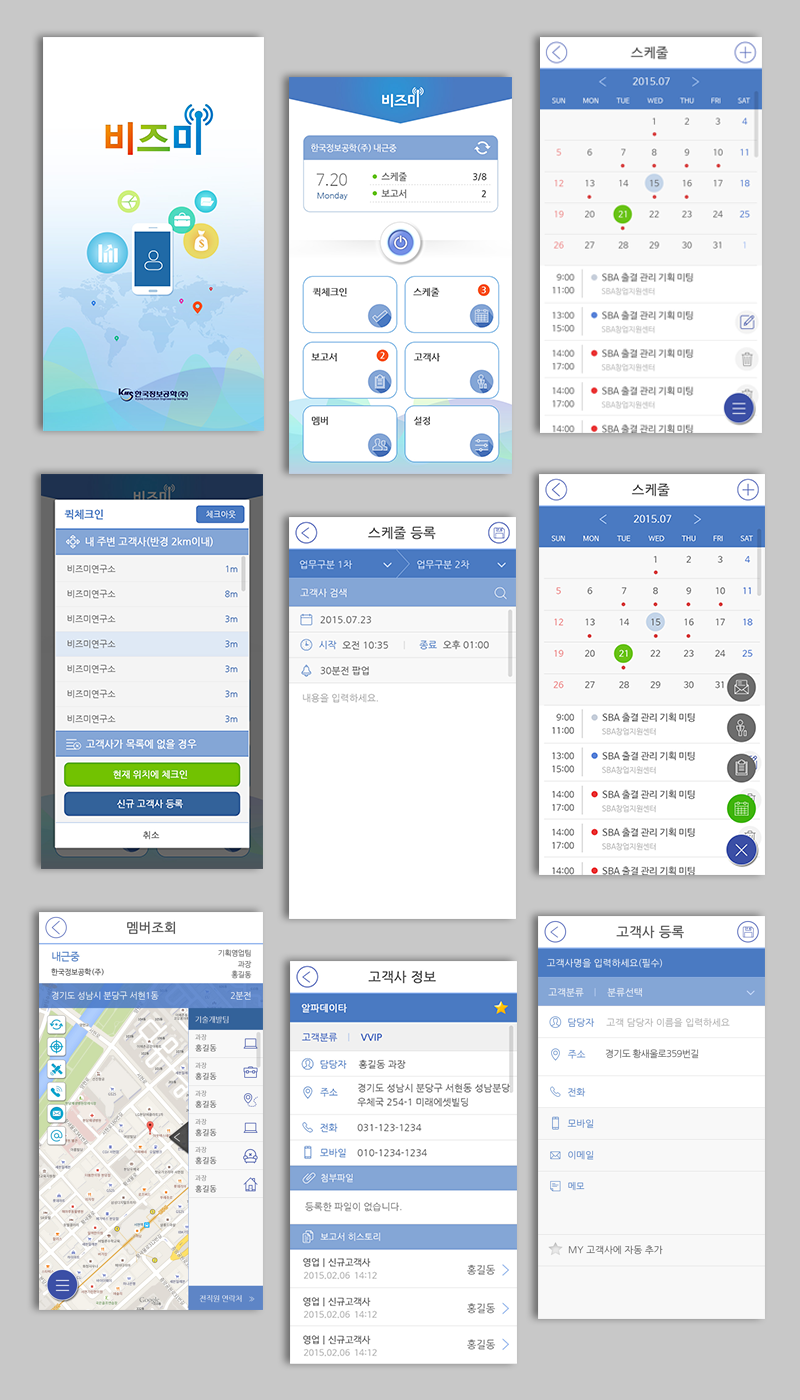 비즈미
한국정보공학(주)
비즈미
한국정보공학(주) 내근중
7.20
Monday
스케줄 3/8
보고서 2
퀵체크인
스케줄
3
보고서
2
고객사
멤버
설정
스케줄
2015.07
SUN MON TUE WED THU FRI SAT
1 2 3 4
5 6 7 8 9 10 11
12 13 14 15 16 17 18
19 20 21 22 23 24 25
26 27 28 29 30 31 1
9:00 SBA 출결 관리 기획 미팅
11:00 SBA창업지원센터
13:00 SBA 출결 관리 기획 미팅
15:00 SBA창업지원센터
14:00 SBA 출결 관리 기획 미팅
17:00 SBA창업지원센터
14:00 SBA 출결 관리 기획 미팅
17:00 SBA창업지원센터
14:00 SBA 출결 관리 기획 미팅
비즈미
퀵체크인
체크아웃
내 주변 고객사(반경 2km이내)
비즈미연구소 1m
비즈미연구소 8m
비즈미연구소 3m
비즈미연구소 3m
비즈미연구소 3m
비즈미연구소 3m
비즈미연구소 3m
고객사가 목록에 없을 경우
현재 위치에 체크인
신규 고객사 등록
취소
스케줄 등록
업무구분 1차
업무구분 2차
고객사 검색
2015.07.23
시작 오전 10:35 | 종료 오후 01:00
30분전 팝업
내용을 입력하세요.
스케줄
2015.07
SUN MON TUE WED THU FRI SAT
1 2 3 4
5 6 7 8 9 10 11
12 13 14 15 16 17 18
19 20 21 22 23 24 25
26 27 28 29 30 31
9:00 SBA 출결 관리 기획 미팅
11:00 SBA창업지원센터
13:00 SBA 출결 관리 기획 미팅
15:00 SBA창업지원센터
14:00 SBA 출결 관리 기획 미팅
17:00 SBA창업지원센터
14:00 SBA 출결 관리 기획 미팅
17:00 SBA창업지원센터
14:00 SBA 출결 관리 기획 미팅
멤버조회
내근중
한국정보공학(주)
기획영업팀
과장
홍길동
경기도 성남시 분당구 서현1동 2분전
기술개발팀
과장
홍길동
과장
홍길동
과장
홍길동
과장
홍길동
과장
홍길동
과장
홍길동
전직원 연락처 »
Google
고객사 정보
알파데이타
고객분류 | VVIP
담당자 홍길동 과장
주소 경기도 성남시 분당구 서현동 성남분당
우체국 254-1 미래에셋빌딩
전화 031-123-1234
모바일 010-1234-1234
첨부파일
등록한 파일이 없습니다.
보고서 히스토리
영업 | 신규고객사
2015.02.06 14:12
홍길동
영업 | 신규고객사
2015.02.06 14:12
홍길동
영업 | 신규고객사
2015.02.06 14:12
홍길동
고객사 등록
고객사명을 입력하세요(필수)
고객분류 | 분류선택
담당자 고객 담당자 이름을 입력하세요
주소 경기도 황새울로359번길
전화
모바일
이메일
메모
MY 고객사에 자동 추가